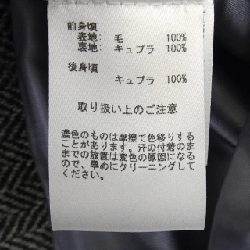 前身頃
表地: 毛 100%
裏地: キュプラ 100%
後身頃
キュプラ 100%
取り扱い上のご注意
濃色のものは摩擦で色移りする
ことがあります。汗の付着のま
までの放置は変色の原因になる
ため、早めにクリーニングして
ください。